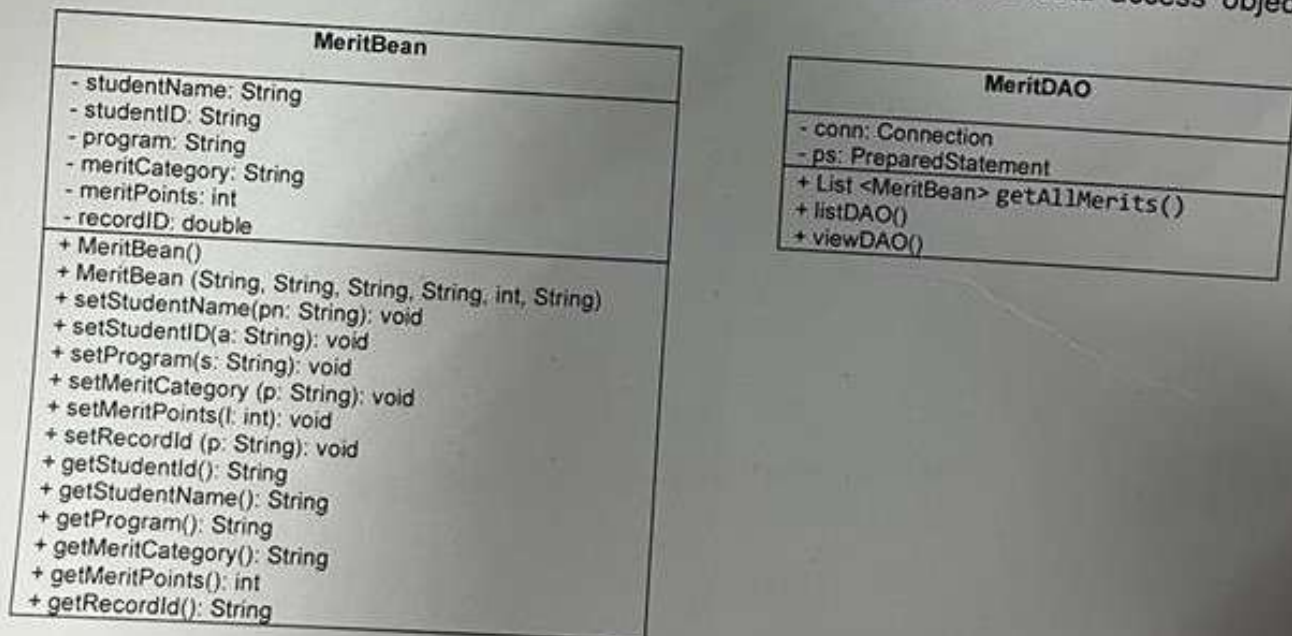 access objec
MeritBean
- studentName: String
- studentID: String
- program: String
- meritCategory: String
- meritPoints: int
- recordID: double
+ MeritBean()
+ MeritBean (String, String, String, String, int, String)
+ setStudentName(pn: String): void
+ setStudentID(a: String): void
+ setProgram(s: String): void
+ setMeritCategory (p: String): void
+ setMeritPoints(l: int): void
+ setRecordId (p: String): void
+ getStudentId(): String
+ getStudentName(): String
+ getProgram(): String
+ getMeritCategory(): String
+ getMeritPoints(): int
+ getRecordId(): String
MeritDAO
- conn: Connection
- ps: PreparedStatement
+ List <MeritBean> getAllMerits()
+ listDAO()
+ viewDAO()